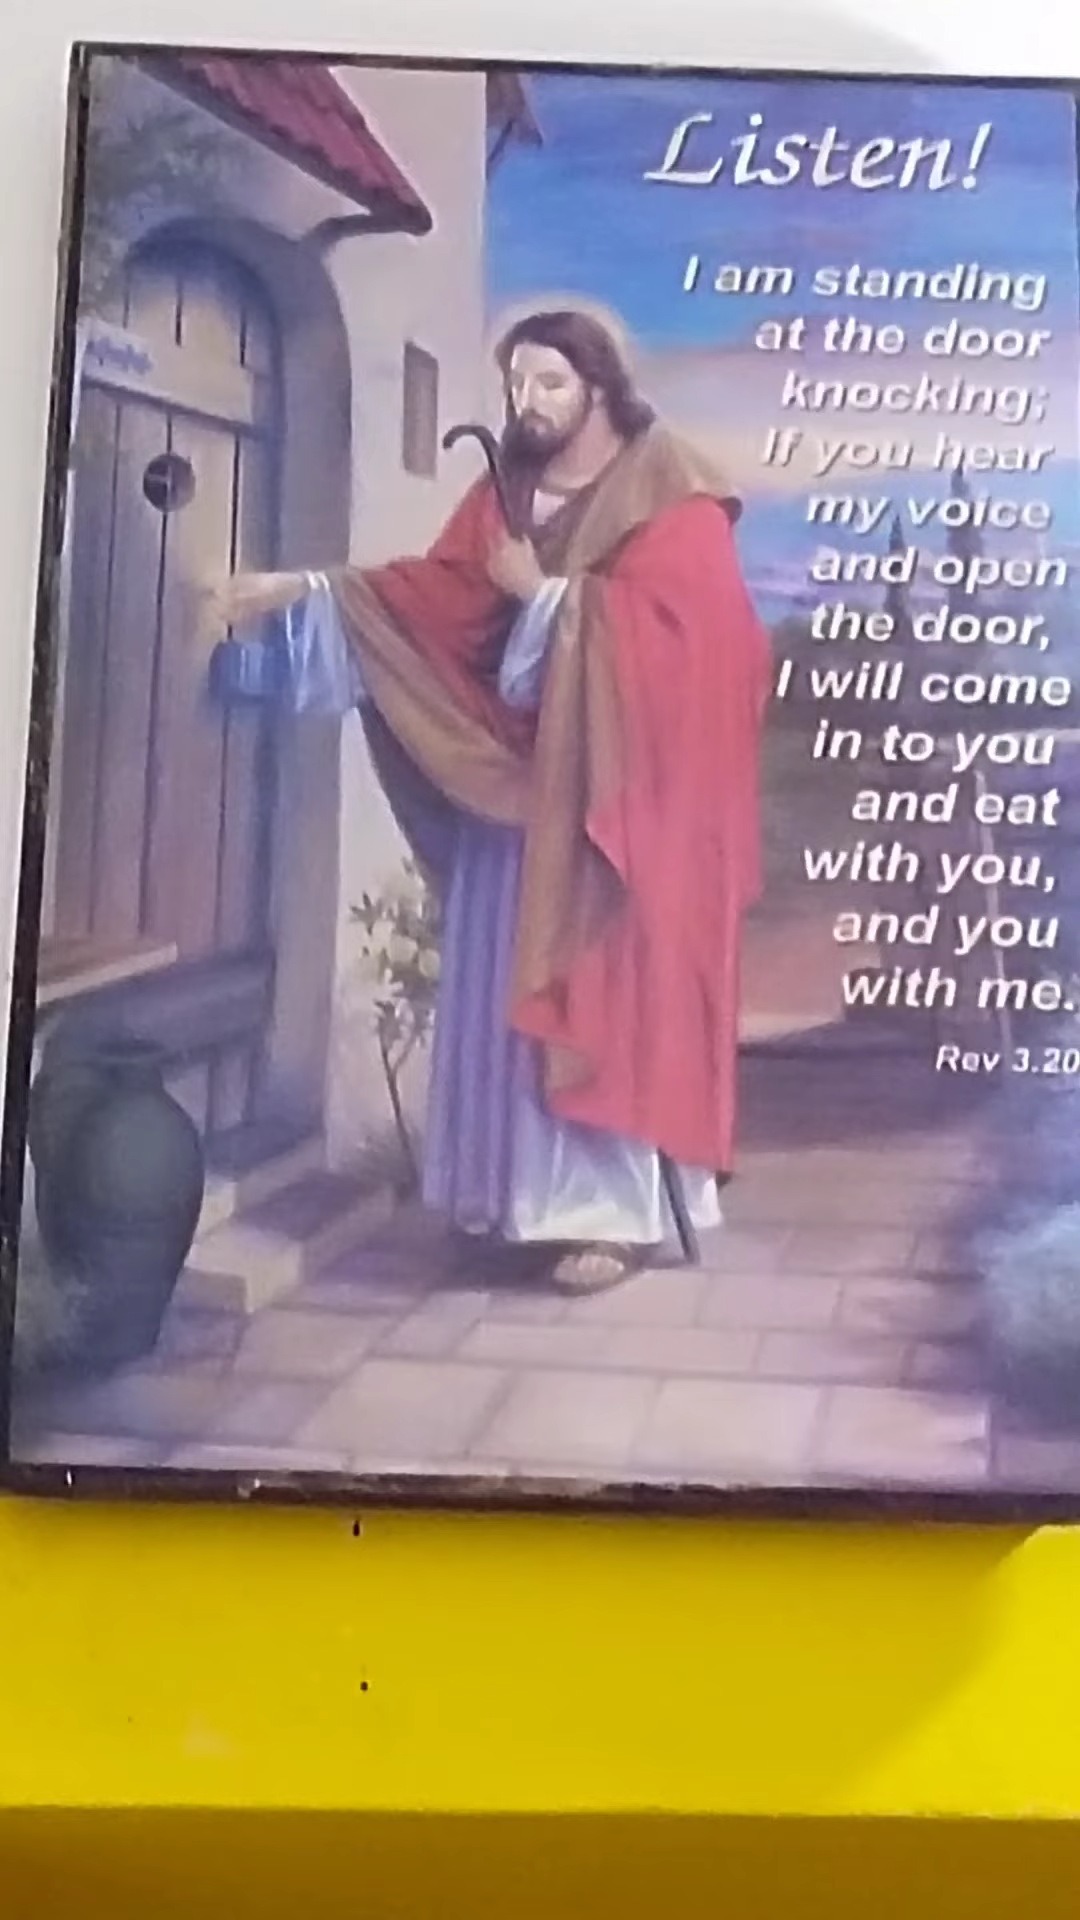 Listen!
I am standing
at the door
knocking;
If you hear
my voice
and open
the door,
I will come
in to you
and eat
with you,
and you
with me.
Rev 3.20